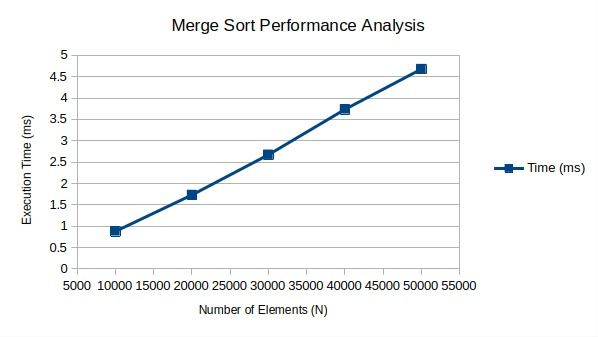 Merge Sort Performance Analysis
5
4.5
4
3.5
3
2.5
2
1.5
1
0.5
0
Execution Time (ms)
Time (ms)
5000 10000 15000 20000 25000 30000 35000 40000 45000 50000 55000
Number of Elements (N)